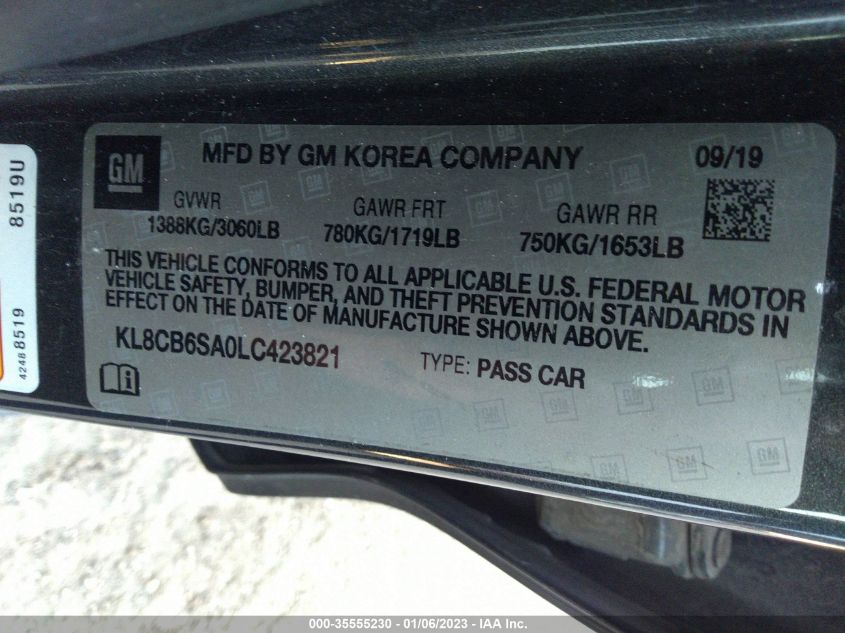 GM
MFD BY GM KOREA COMPANY
09/19
GVWR
1388KG/3060LB
GAWR FRT
780KG/1719LB
GAWR RR
750KG/1653LB
THIS VEHICLE CONFORMS TO ALL APPLICABLE U.S. FEDERAL MOTOR
VEHICLE SAFETY, BUMPER, AND THEFT PREVENTION STANDARDS IN
EFFECT ON THE DATE OF MANUFACTURE SHOWN ABOVE.
KL8CB6SA0LC423821
TYPE: PASS CAR
8519U
4248 8519
000-35555230 - 01/06/2023 - IAA Inc.